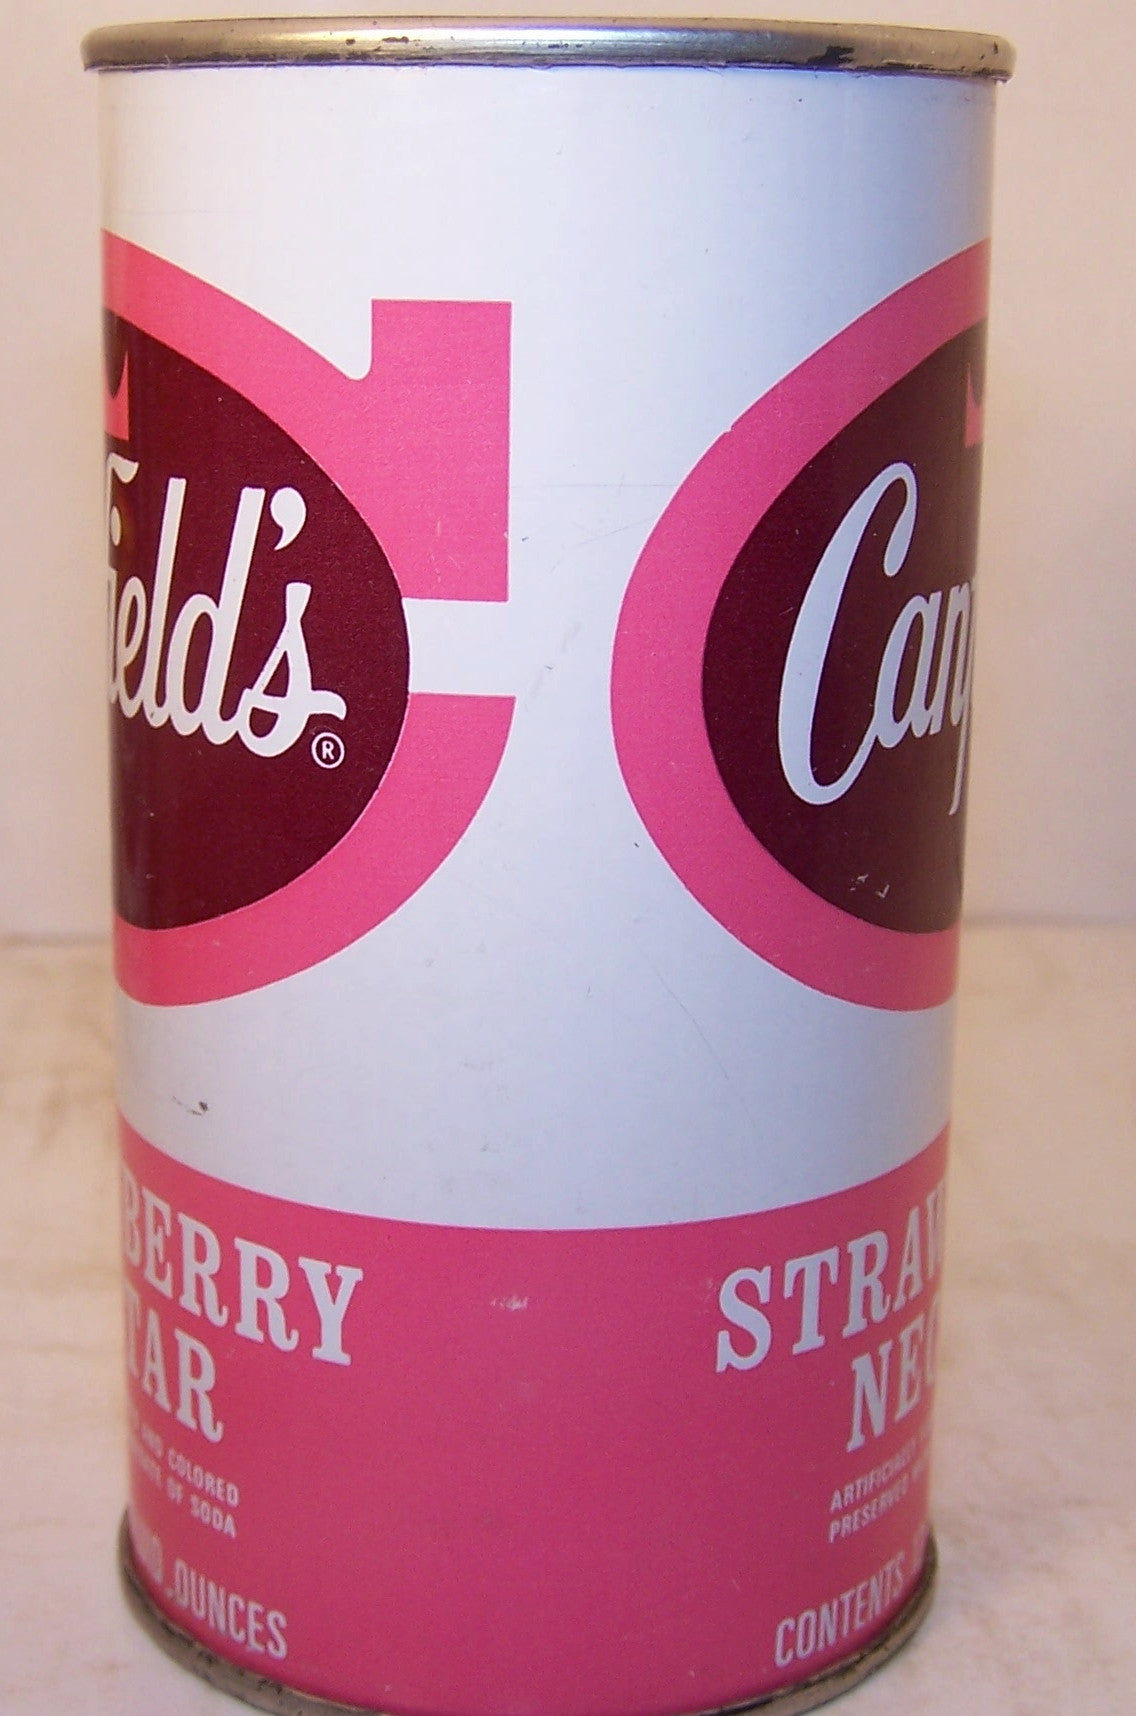 ield's
®
BERRY
TAR
AND COLORED
OF SODA
OUNCES
Can
STRAW
NEC
ARTIFICIALLY
PRESERVED
CONTENTS